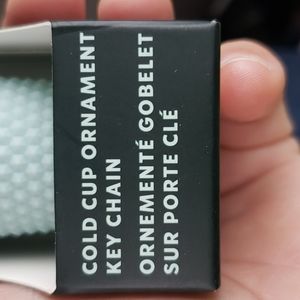 COLD CUP ORNAMENT
KEY CHAIN
ORNEMENTÉ GOBELET
SUR PORTE CLÉ